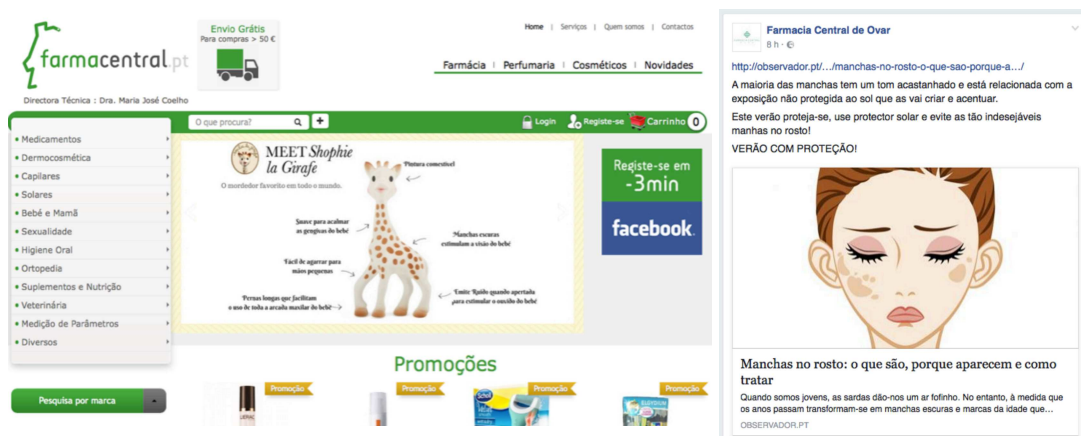 farmacentral.pt
Directora Técnica : Dra. Maria José Coelho
Envio Grátis
Para compras > 50 €
Home | Serviços | Quem somos | Contactos
Farmácia | Perfumaria | Cosméticos | Novidades
O que procura?
+
Login
Registe-se
Carrinho 0
Medicamentos
Dermocosmética
Capilares
Solares
Bebé e Mamã
Sexualidade
Higiene Oral
Ortopedia
Suplementos e Nutrição
Veterinária
Medição de Parâmetros
Diversos
Pesquisa por marca
MEET Shophie
la Girafe
O mordedor favorito em todo o mundo.
Pintura comestível
Suave para acalmar
as gengivas do bebé
Manchas escuras
estimulam a visão do bebé
Fácil de agarrar para
mãos pequenas
Emite Ruído quando apertada
para estimular o ouvido do bebé
Pernas longas que facilitam
o uso de toda a arcada maxilar do bebé
Registe-se em
-3min
facebook.
Promoções
Promoção
Promoção
Promoção
Promoção
LIERAC
Scholl
ELGYDIUM
Farmacia Central de Ovar
8 h ·
http://observador.pt/…/manchas-no-rosto-o-que-sao-porque-a…/
A maioria das manchas tem um tom acastanhado e está relacionada com a
exposição não protegida ao sol que as vai criar e acentuar.
Este verão proteja-se, use protector solar e evite as tão indesejáveis
manhas no rosto!
VERÃO COM PROTEÇÃO!
Manchas no rosto: o que são, porque aparecem e como
tratar
Quando somos jovens, as sardas dão-nos um ar fofinho. No entanto, à medida que
os anos passam transformam-se em manchas escuras e marcas da idade que…
OBSERVADOR.PT